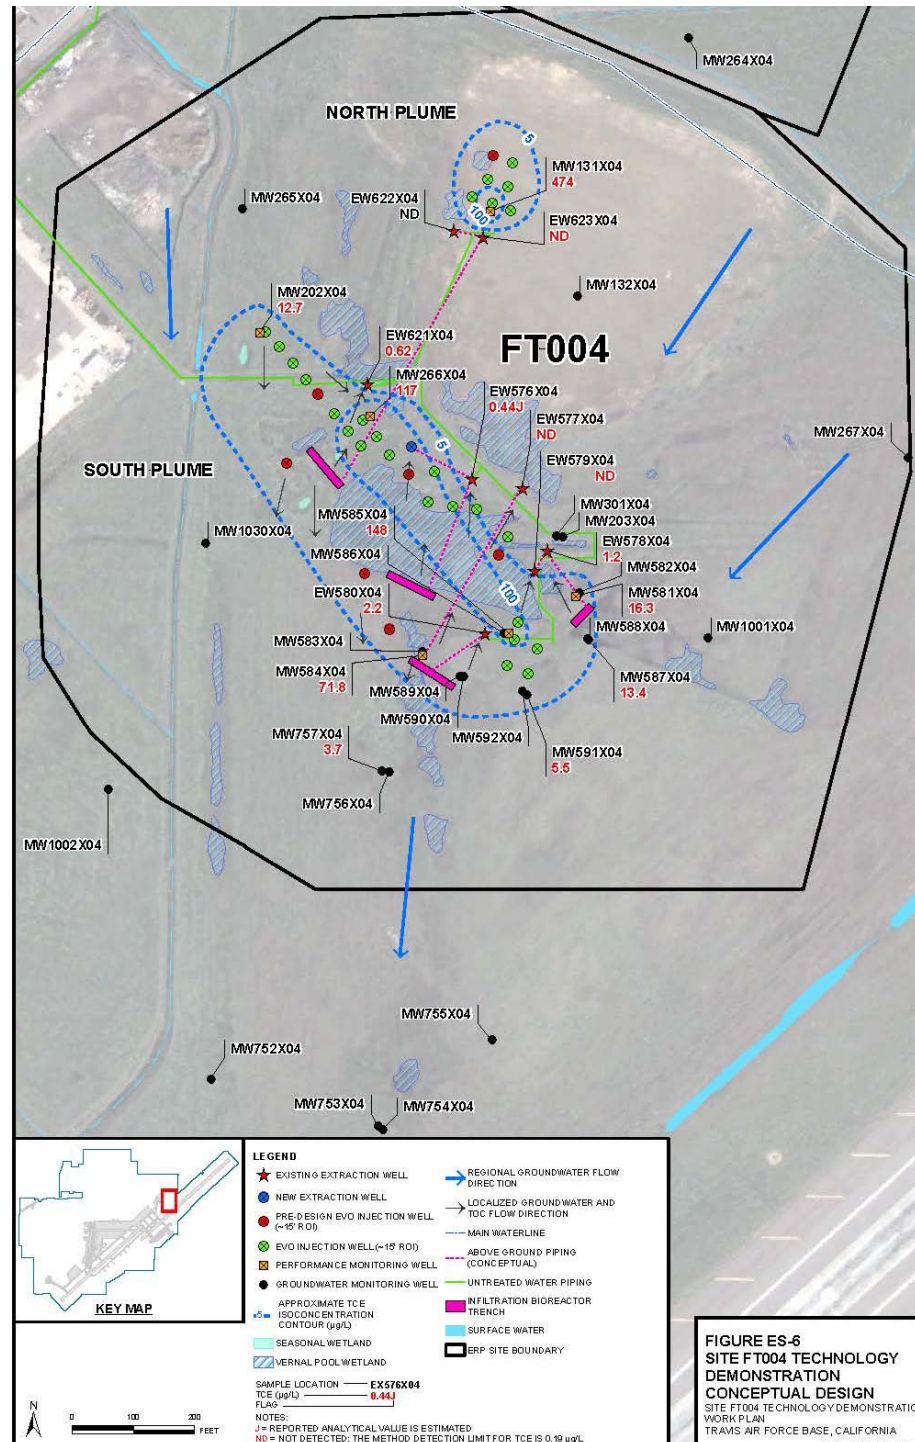 MW264X04
NORTH PLUME
5
MW131X04
474
MW265X04
EW622X04
ND
100
EW623X04
ND
MW202X04
12.7
MW132X04
EW621X04
0.62
FT004
MW266X04
117
EW576X04
0.44J
EW577X04
ND
MW267X04
5
EW579X04
ND
SOUTH PLUME
MW585X04
148
MW301X04
MW203X04
MW1030X04
EW578X04
1.2
MW586X04
MW582X04
EW580X04
2.2
100
MW581X04
16.3
MW583X04
MW588X04
MW1001X04
MW584X04
71.8
MW589X04
MW587X04
13.4
MW590X04
MW757X04
3.7
MW592X04
MW591X04
5.5
MW756X04
MW1002X04
MW755X04
MW752X04
MW753X04
MW754X04
KEY MAP
LEGEND
EXISTING EXTRACTION WELL
NEW EXTRACTION WELL
PRE-DESIGN EVO INJECTION WELL
(~15' ROI)
EVO INJECTION WELL (~15' ROI)
PERFORMANCE MONITORING WELL
GROUNDWATER MONITORING WELL
5
APPROXIMATE TCE
ISOCONCENTRATION
CONTOUR (µg/L)
SEASONAL WETLAND
VERNAL POOL WETLAND
REGIONAL GROUNDWATER FLOW
DIRECTION
LOCALIZED GROUNDWATER AND
TOC FLOW DIRECTION
MAIN WATERLINE
ABOVE GROUND PIPING
(CONCEPTUAL)
UNTREATED WATER PIPING
INFILTRATION BIOREACTOR
TRENCH
SURFACE WATER
ERP SITE BOUNDARY
SAMPLE LOCATION EX576X04
TCE (µg/L) 0.44J
FLAG
NOTES:
J = REPORTED ANALYTICAL VALUE IS ESTIMATED
ND = NOT DETECTED: THE METHOD DETECTION LIMIT FOR TCE IS 0.19 µg/L
N
0 100 200
FEET
FIGURE ES-6
SITE FT004 TECHNOLOGY
DEMONSTRATION
CONCEPTUAL DESIGN
SITE FT004 TECHNOLOGY DEMONSTRATIO
WORK PLAN
TRAVIS AIR FORCE BASE, CALIFORNIA